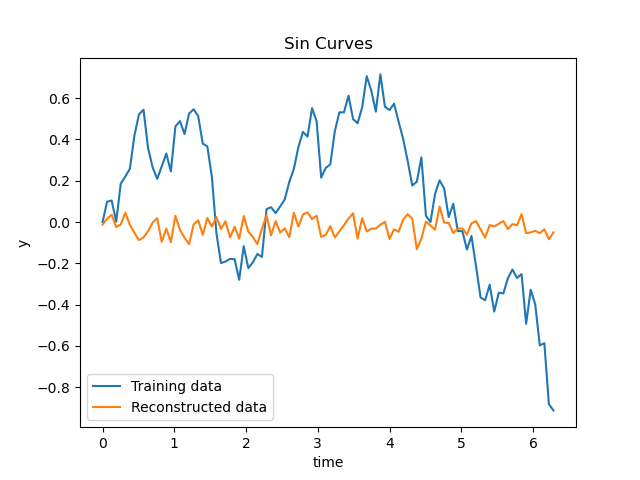 Sin Curves
y
0.6
0.4
0.2
0.0
−0.2
−0.4
−0.6
−0.8
Training data
Reconstructed data
0 1 2 3 4 5 6
time